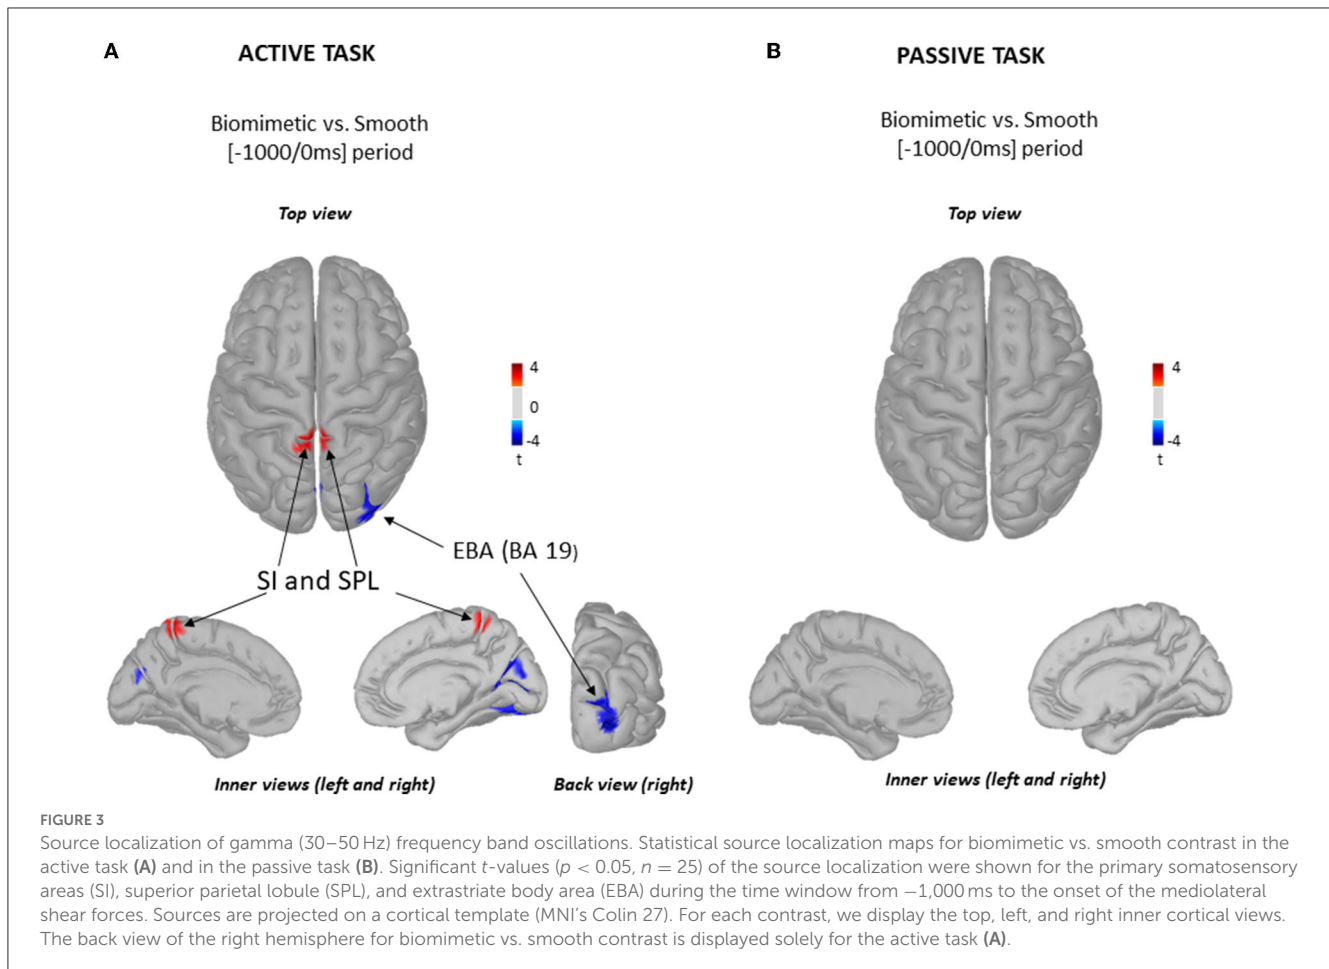 A
ACTIVE TASK
Biomimetic vs. Smooth
[-1000/0ms] period
Top view
4
0
-4
t
EBA (BA 19)
SI and SPL
Inner views (left and right)
Back view (right)
B
PASSIVE TASK
Biomimetic vs. Smooth
[-1000/0ms] period
Top view
4
-4
t
Inner views (left and right)
FIGURE 3
Source localization of gamma (30–50 Hz) frequency band oscillations. Statistical source localization maps for biomimetic vs. smooth contrast in the
active task (A) and in the passive task (B). Significant t-values (p < 0.05, n = 25) of the source localization were shown for the primary somatosensory
areas (SI), superior parietal lobule (SPL), and extrastriate body area (EBA) during the time window from −1,000 ms to the onset of the mediolateral
shear forces. Sources are projected on a cortical template (MNI's Colin 27). For each contrast, we display the top, left, and right inner cortical views.
The back view of the right hemisphere for biomimetic vs. smooth contrast is displayed solely for the active task (A).